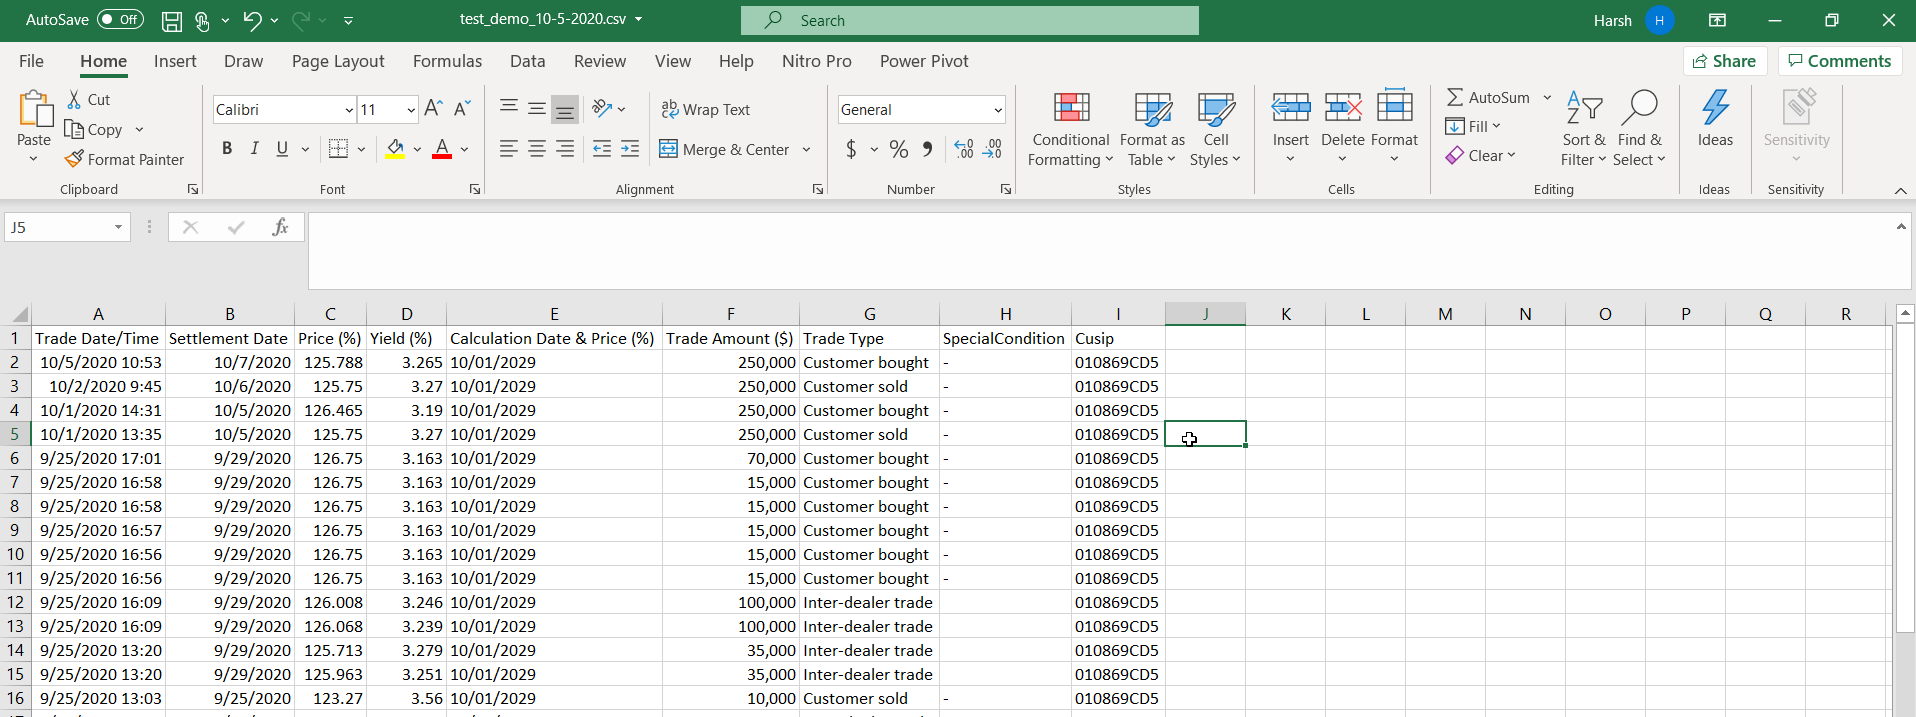 AutoSave Off test_demo_10-5-2020.csv Search Harsh H
File Home Insert Draw Page Layout Formulas Data Review View Help Nitro Pro Power Pivot Share Comments
Paste Cut Copy Format Painter
Clipboard
Calibri 11
B I U A
Font
ab Wrap Text
Merge & Center
Alignment
General
$ %
Number
Conditional Formatting Format as Table Cell Styles
Styles
Insert Delete Format
Cells
AutoSum
Fill
Clear
Sort & Filter Find & Select
Editing
Ideas
Ideas
Sensitivity
Sensitivity
J5 fx
A B C D E F G H I J K L M N O P Q R
1 Trade Date/Time Settlement Date Price (%) Yield (%) Calculation Date & Price (%) Trade Amount ($) Trade Type SpecialCondition Cusip
2 10/5/2020 10:53 10/7/2020 125.788 3.265 10/01/2029 250,000 Customer bought - 010869CD5
3 10/2/2020 9:45 10/6/2020 125.75 3.27 10/01/2029 250,000 Customer sold - 010869CD5
4 10/1/2020 14:31 10/5/2020 126.465 3.19 10/01/2029 250,000 Customer bought - 010869CD5
5 10/1/2020 13:35 10/5/2020 125.75 3.27 10/01/2029 250,000 Customer sold - 010869CD5
6 9/25/2020 17:01 9/29/2020 126.75 3.163 10/01/2029 70,000 Customer bought - 010869CD5
7 9/25/2020 16:58 9/29/2020 126.75 3.163 10/01/2029 15,000 Customer bought - 010869CD5
8 9/25/2020 16:58 9/29/2020 126.75 3.163 10/01/2029 15,000 Customer bought - 010869CD5
9 9/25/2020 16:57 9/29/2020 126.75 3.163 10/01/2029 15,000 Customer bought - 010869CD5
10 9/25/2020 16:56 9/29/2020 126.75 3.163 10/01/2029 15,000 Customer bought - 010869CD5
11 9/25/2020 16:56 9/29/2020 126.75 3.163 10/01/2029 15,000 Customer bought - 010869CD5
12 9/25/2020 16:09 9/29/2020 126.008 3.246 10/01/2029 100,000 Inter-dealer trade 010869CD5
13 9/25/2020 16:09 9/29/2020 126.068 3.239 10/01/2029 100,000 Inter-dealer trade 010869CD5
14 9/25/2020 13:20 9/29/2020 125.713 3.279 10/01/2029 35,000 Inter-dealer trade 010869CD5
15 9/25/2020 13:20 9/29/2020 125.963 3.251 10/01/2029 35,000 Inter-dealer trade 010869CD5
16 9/25/2020 13:03 9/25/2020 123.27 3.56 10/01/2029 10,000 Customer sold - 010869CD5